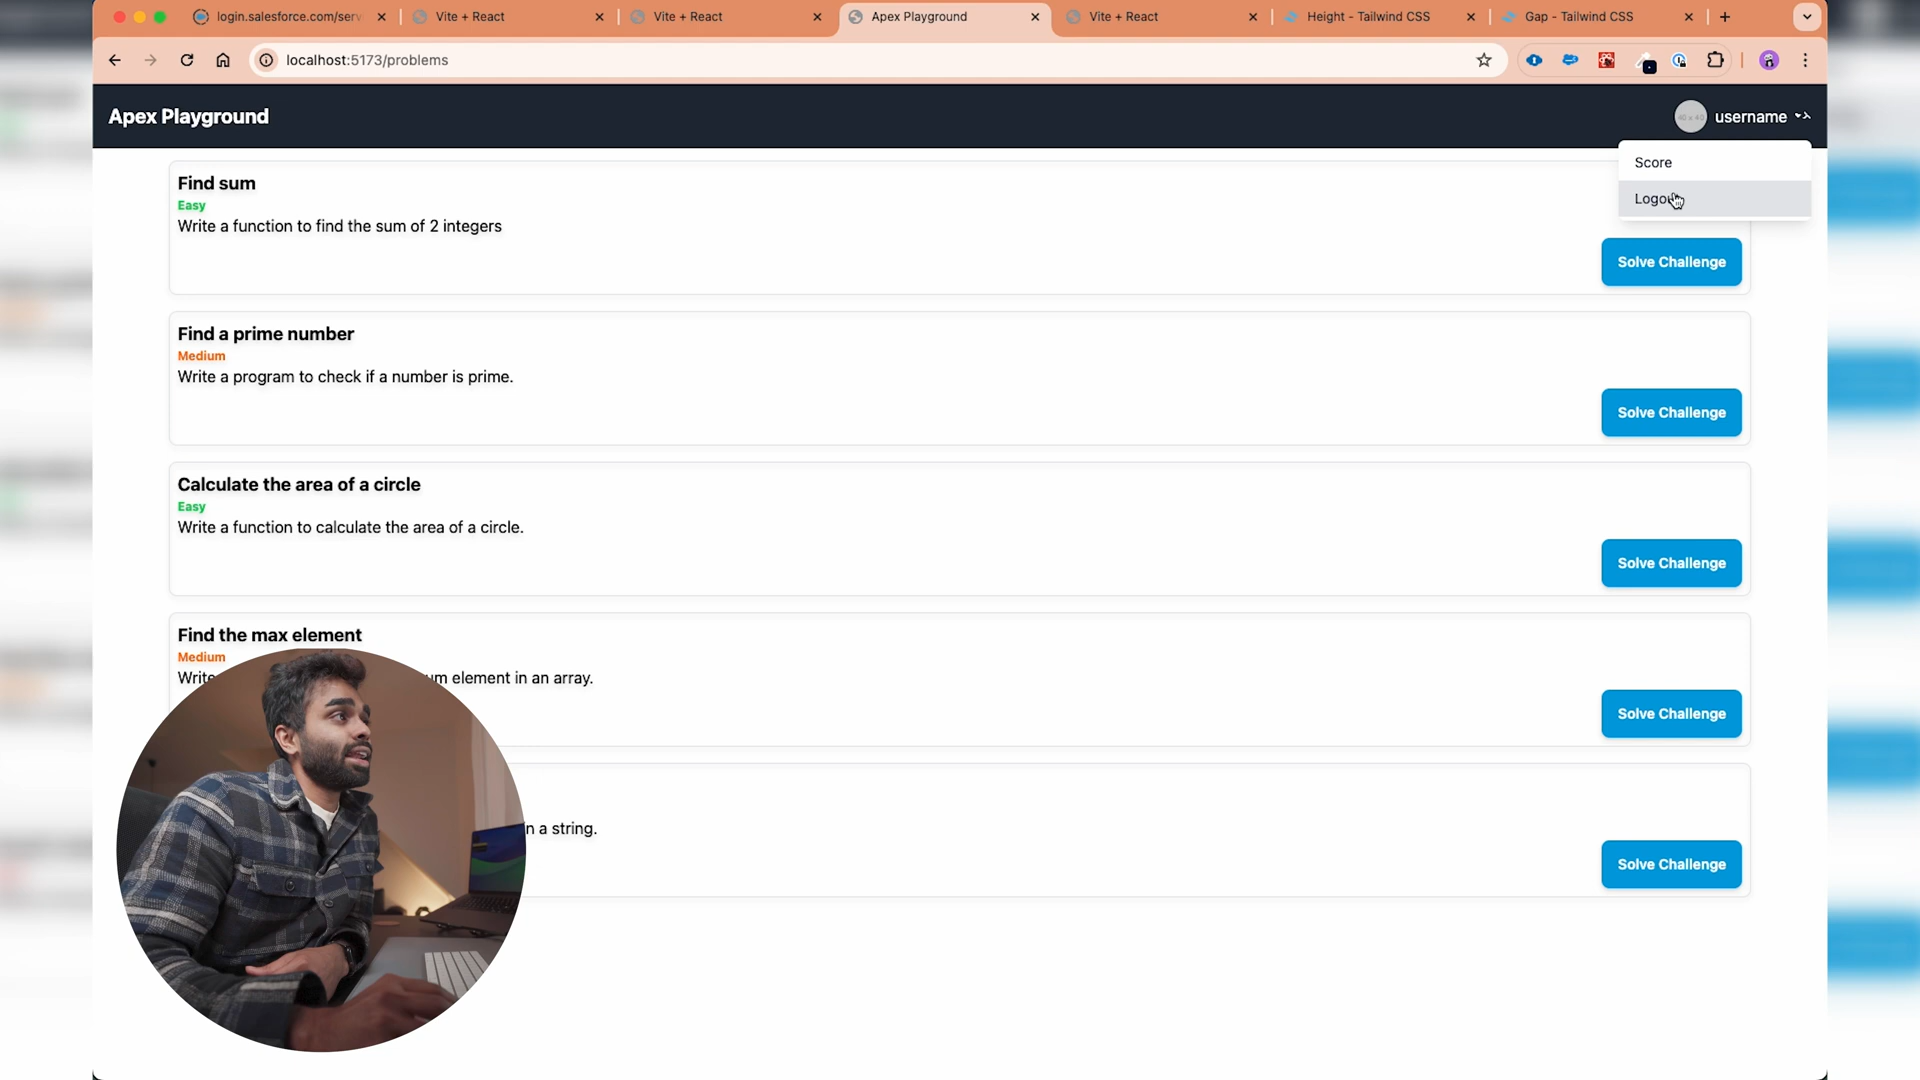 login.salesforce.com/serv
Vite + React
Vite + React
Apex Playground
Vite + React
Height - Tailwind CSS
Gap - Tailwind CSS
localhost:5173/problems
Apex Playground
username
Score
Find sum
Easy
Logo
Write a function to find the sum of 2 integers
Solve Challenge
Find a prime number
Medium
Write a program to check if a number is prime.
Solve Challenge
Calculate the area of a circle
Easy
Write a function to calculate the area of a circle.
Solve Challenge
Find the max element
Medium
Write um element in an array.
Solve Challenge
n a string.
Solve Challenge